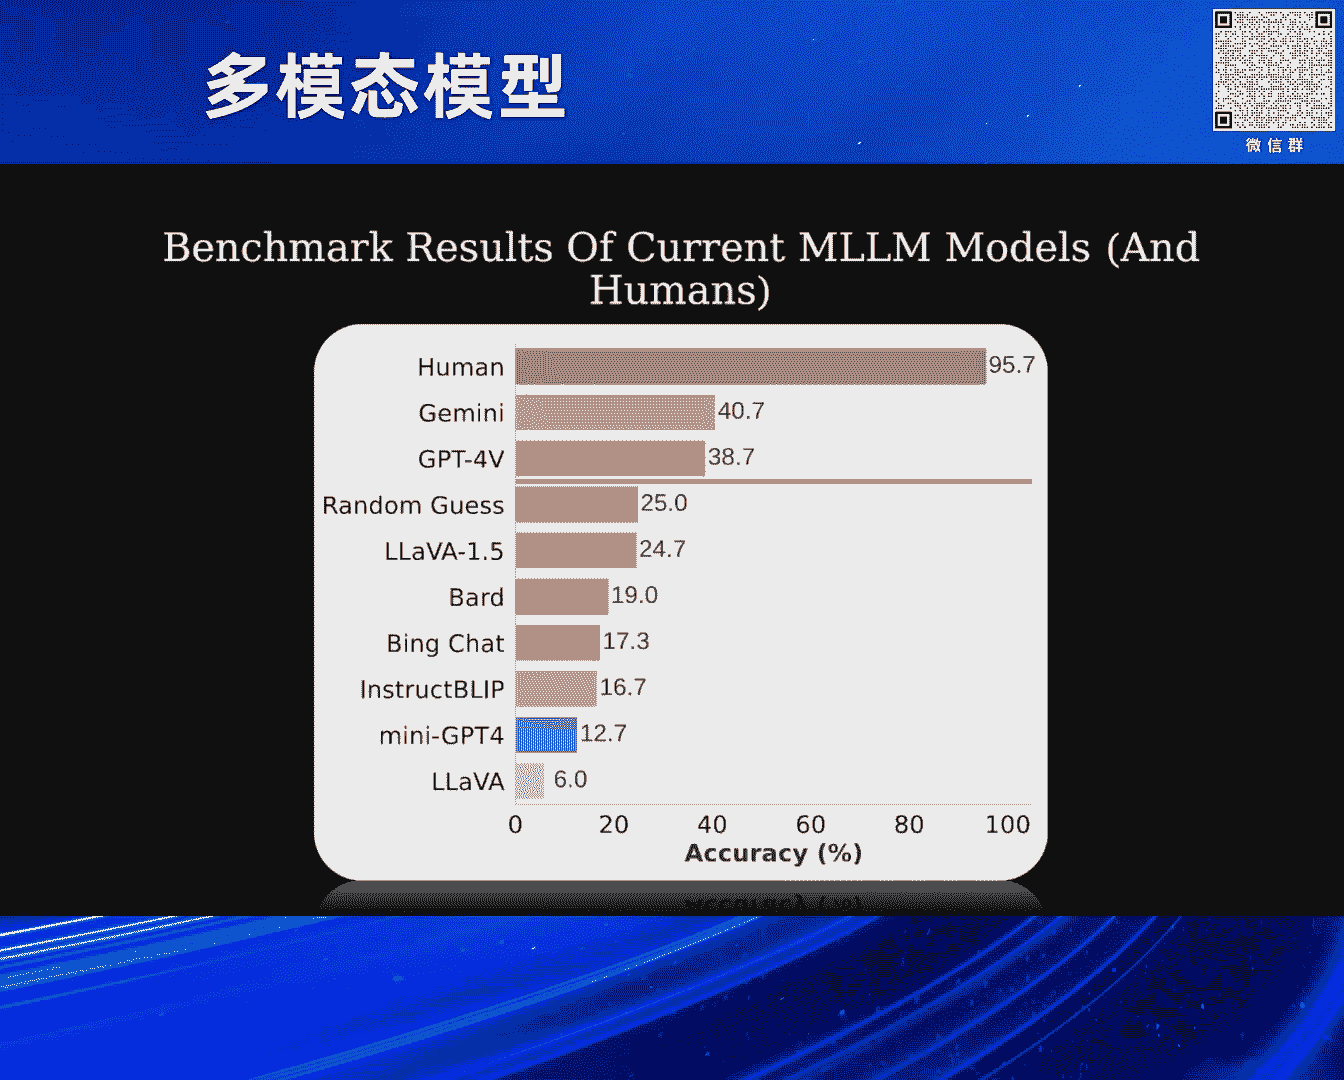 多模态模型
微信群
Benchmark Results Of Current MLLM Models (And
Humans)
Human 95.7
Gemini 40.7
GPT-4V 38.7
Random Guess 25.0
LLaVA-1.5 24.7
Bard 19.0
Bing Chat 17.3
InstructBLIP 16.7
mini-GPT4 12.7
LLaVA 6.0
0 20 40 60 80 100
Accuracy (%)